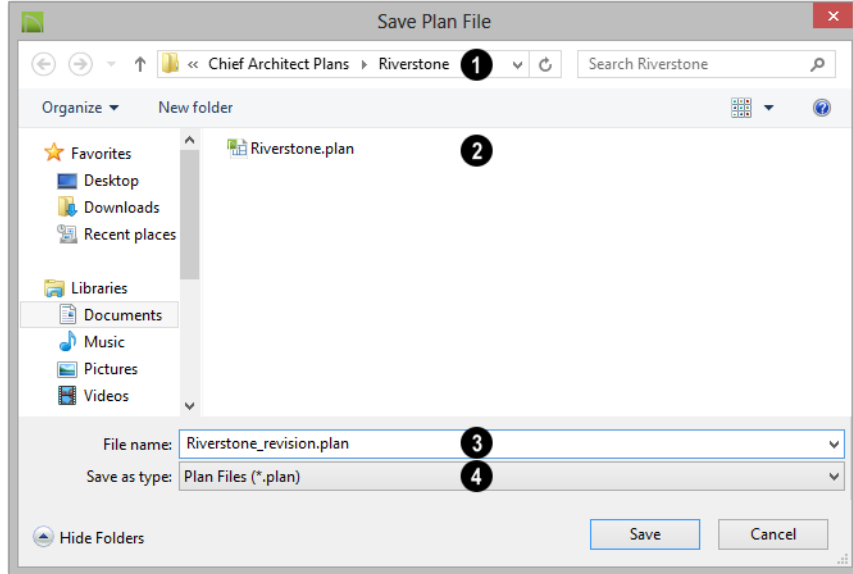 Save Plan File
« Chief Architect Plans Riverstone 1 Search Riverstone
Organize New folder
Favorites
Desktop
Downloads
Recent places
Libraries
Documents
Music
Pictures
Videos
Riverstone.plan 2
File name: Riverstone_revision.plan 3
Save as type: Plan Files (*.plan) 4
Hide Folders Save Cancel